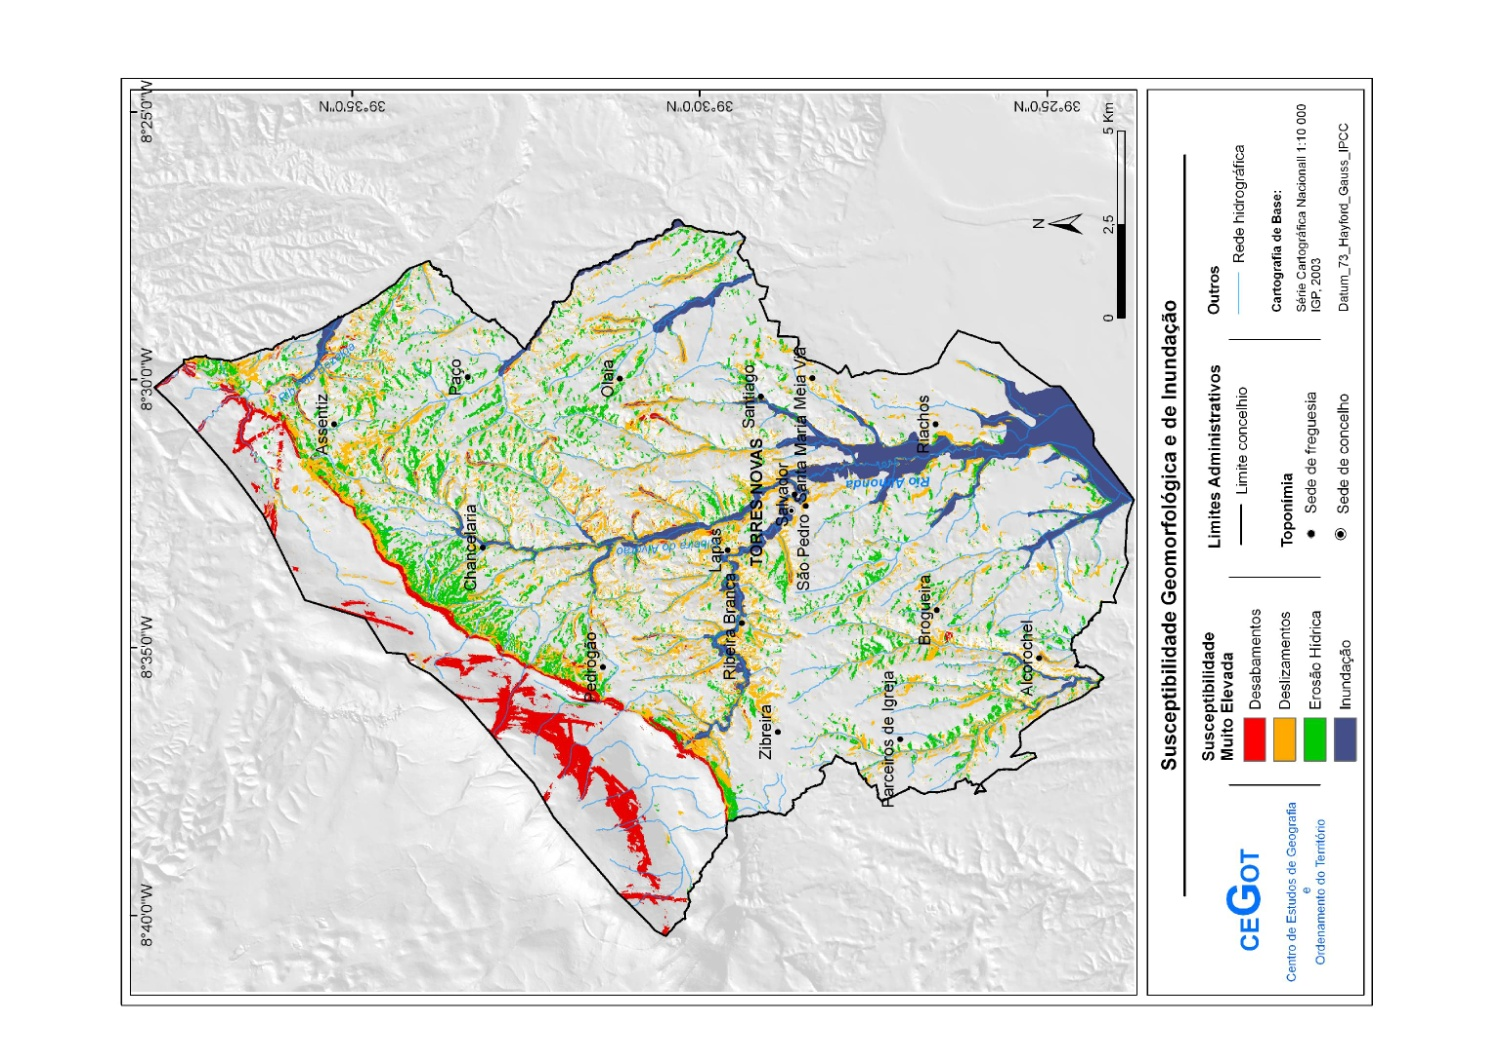 8°40'0"W
8°35'0"W
8°30'0"W
8°25'0"W
39°35'0"N
39°30'0"N
39°25'0"N
Assentiz
Paço
Chancelaria
Olaia
Pedrógão
Ribeira do Alvorão
Lapas
Ribeira Branca
TORRES NOVAS
Santiago
Salvador
Santa Maria
São Pedro
Meia Via
Zibreira
Rio Almonda
Riachos
Brogueira
Parceiros de Igreja
Alcorochel
N
0 2,5 5 Km
Susceptibilidade Geomorfológica e de Inundação
CEGOT
Centro de Estudos de Geografia
e
Ordenamento do Território
Susceptibilidade
Muito Elevada
Desabamentos
Deslizamentos
Erosão Hídrica
Inundação
Limites Administrativos
Limite concelhio
Toponimia
Sede de freguesia
Sede de concelho
Outros
Rede hidrográfica
Cartografia de Base:
Série Cartográfica Nacionall 1:10 000
IGP, 2003
Datum_73_Hayford_Gauss_IPCC